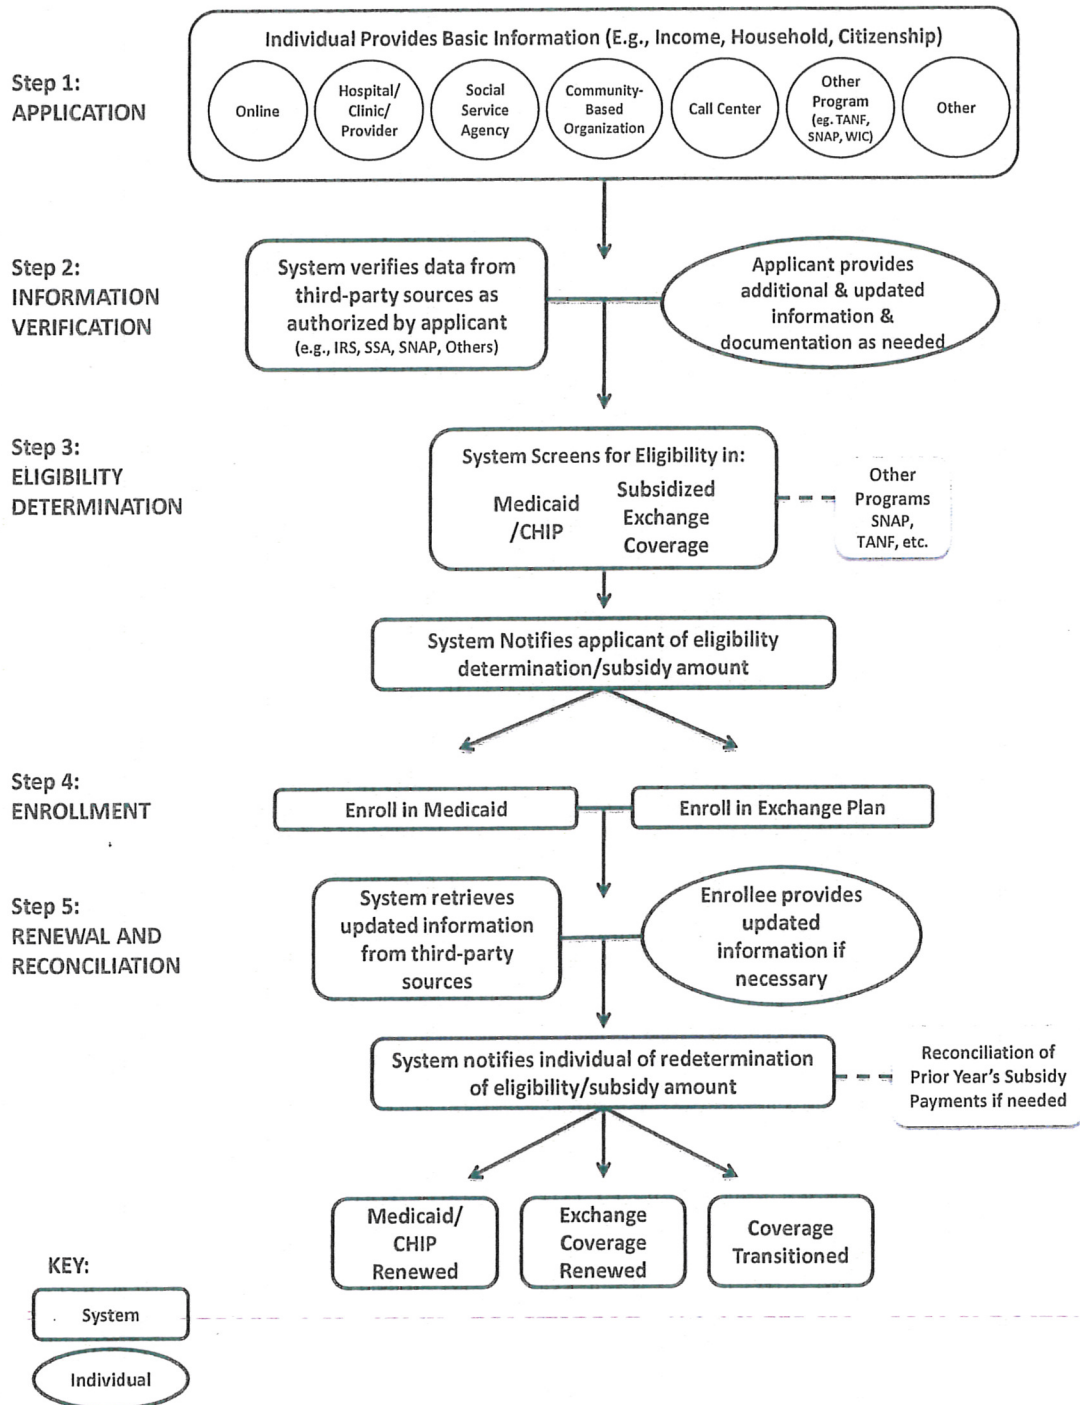 Individual Provides Basic Information (E.g., Income, Household, Citizenship)
Step 1:
APPLICATION
Online
Hospital/
Clinic/
Provider
Social
Service
Agency
Community-
Based
Organization
Call Center
Other
Program
(eg. TANF,
SNAP, WIC)
Other
Step 2:
INFORMATION
VERIFICATION
System verifies data from
third-party sources as
authorized by applicant
(e.g., IRS, SSA, SNAP, Others)
Applicant provides
additional & updated
information &
documentation as needed
Step 3:
ELIGIBILITY
DETERMINATION
System Screens for Eligibility in:
Medicaid
/CHIP
Subsidized
Exchange
Coverage
Other
Programs
SNAP,
TANF, etc.
System Notifies applicant of eligibility
determination/subsidy amount
Step 4:
ENROLLMENT
Enroll in Medicaid
Enroll in Exchange Plan
Step 5:
RENEWAL AND
RECONCILIATION
System retrieves
updated information
from third-party
sources
Enrollee provides
updated
information if
necessary
System notifies individual of redetermination
of eligibility/subsidy amount
Reconciliation of
Prior Year's Subsidy
Payments if needed
Medicaid/
CHIP
Renewed
Exchange
Coverage
Renewed
Coverage
Transitioned
KEY:
System
Individual